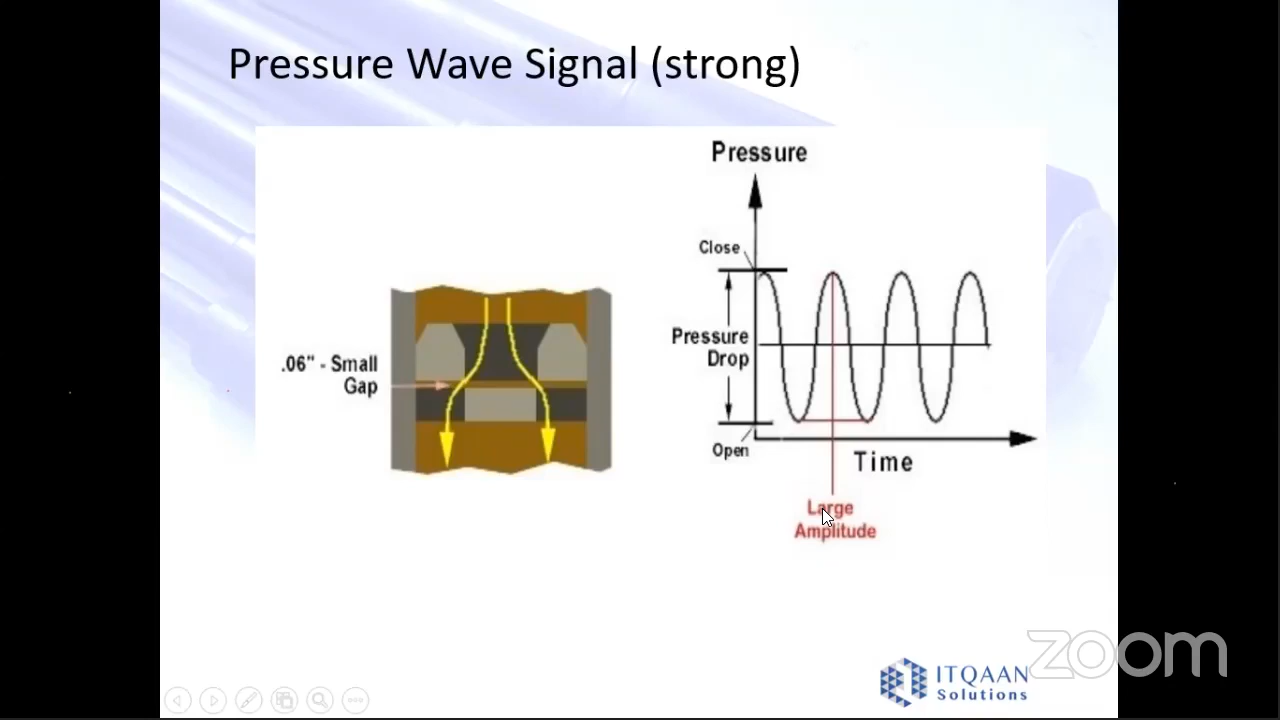 Pressure Wave Signal (strong)
Pressure
Close
Pressure
Drop
.06" - Small
Gap
Open
Time
Large
Amplitude
ITQAAN
Solutions
zoom